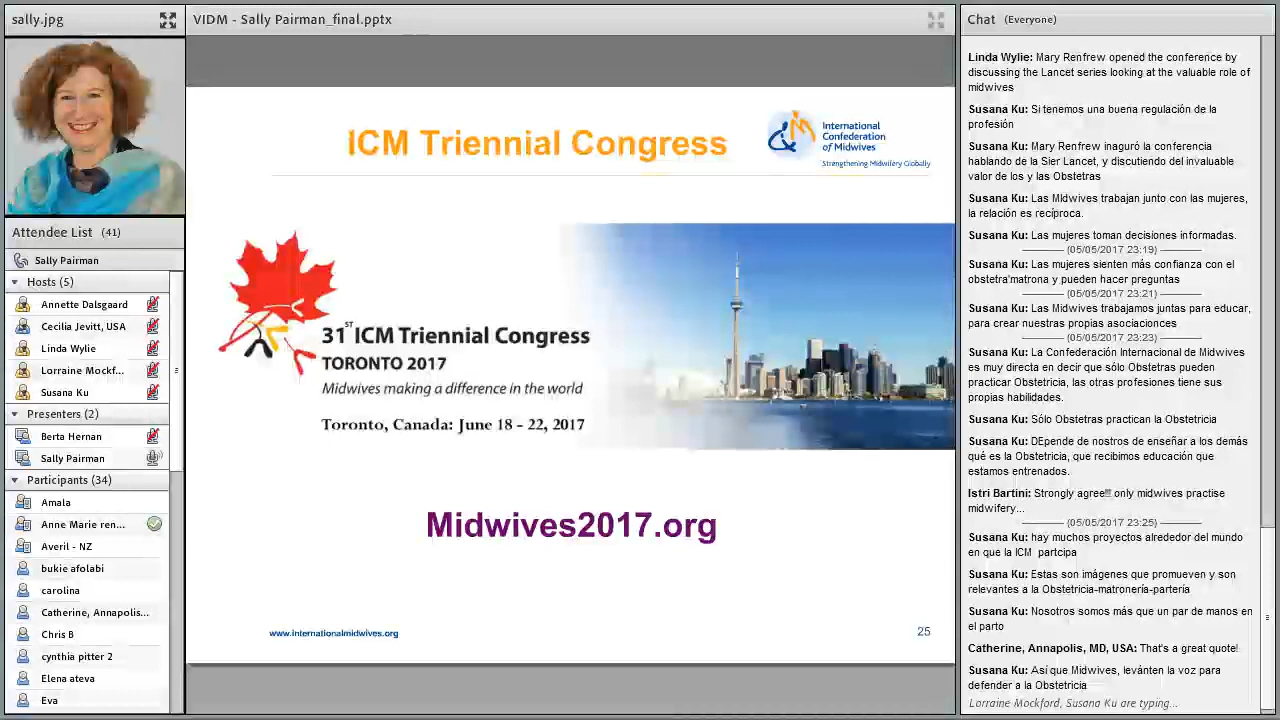 sally.jpg
VIDM - Sally Pairman_final.pptx
Chat (Everyone)
Attendee List (41)
Sally Pairman
Hosts (5)
Annette Dalsgaard
Cecilia Jevitt, USA
Linda Wylie
Lorraine Mockf...
Susana Ku
Presenters (2)
Berta Hernan
Sally Pairman
Participants (34)
Amala
Anne Marie ren...
Averil - NZ
bukie afolabi
carolina
Catherine, Annapolis...
Chris B
cynthia pitter 2
Elena ateva
Eva
ICM Triennial Congress
International
Confederation
of Midwives
Strengthening Midwifery Globally
31ST ICM Triennial Congress
TORONTO 2017
Midwives making a difference in the world
Toronto, Canada: June 18 - 22, 2017
Midwives2017.org
www.internationalmidwives.org
25
Linda Wylie: Mary Renfrew opened the conference by
discussing the Lancet series looking at the valuable role of
midwives
Susana Ku: Si tenemos una buena regulación de la
profesión
Susana Ku: Mary Renfrew inaguró la conferencia
hablando de la Sier Lancet, y discutiendo del invaluable
valor de los y las Obstetras
Susana Ku: Las MIdwives trabajan junto con las mujeres,
la relación es recíproca.
Susana Ku: Las mujeres toman decisiones informadas.
(05/05/2017 23:19)
Susana Ku: Las mujeres sienten más confianza con el
obstetra'matrona y pueden hacer preguntas
(05/05/2017 23:21)
Susana Ku: Las Midwives trabajamos juntas para educar,
para crear nuestras propias asociacionces
(05/05/2017 23:23)
Susana Ku: La Confederación Internacional de Midwives
es muy directa en decir que sólo Obstetras pueden
practicar Obstetricia, las otras profesiones tiene sus
propias habilidades.
Susana Ku: Sólo Obstetras practican la Obstetricia
Susana Ku: DEpende de nostros de enseñar a los demás
qué es la Obstetricia, que recibimos educación que
estamos entrenados.
Istri Bartini: Strongly agree!!! only midwives practise
midwifery...
(05/05/2017 23:25)
Susana Ku: hay muchos proyectos alrededor del mundo
en que la ICM partcipa
Susana Ku: Estas son imágenes que promueven y son
relevantes a la Obstetricia-matronería-partería
Susana Ku: Nosotros somos más que un par de manos en
el parto
Catherine, Annapolis, MD, USA: That's a great quote!
Susana Ku: Así que Midwives, levánten la voz para
defender a la Obstetricia
Lorraine Mockford, Susana Ku are typing...